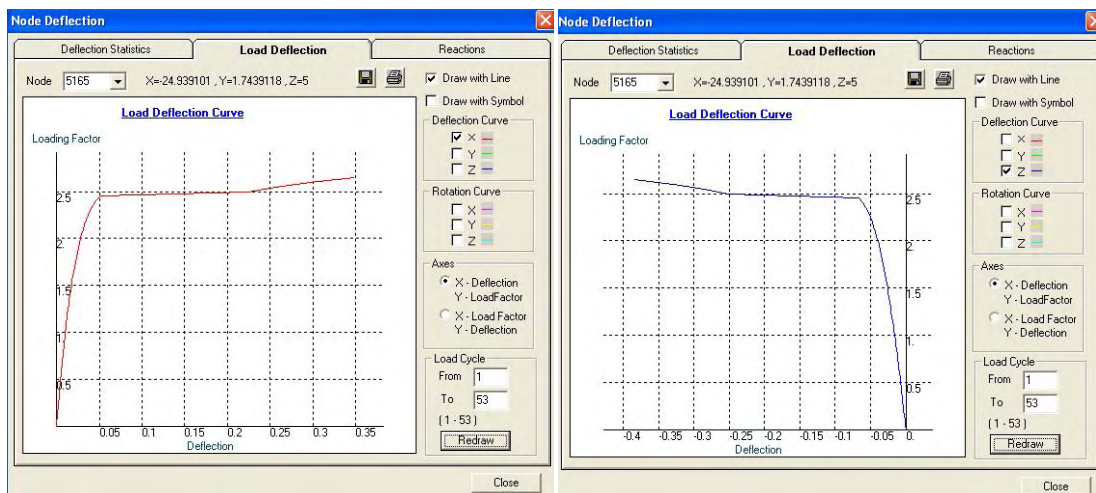 Node Deflection
Deflection Statistics Load Deflection Reactions
Node 5165 X=-24.939101 , Y=1.7439118 , Z=5
Draw with Line
Draw with Symbol
Load Deflection Curve
Loading Factor
2.5
2.
1.5
1.
0.5
0.05 0.1 0.15 0.2 0.25 0.3 0.35
Deflection
Deflection Curve
X
Y
Z
Rotation Curve
X
Y
Z
Axes
X - Deflection
Y - LoadFactor
X - Load Factor
Y - Deflection
Load Cycle
From 1
To 53
( 1 - 53 )
Redraw
Close
Node Deflection
Deflection Statistics Load Deflection Reactions
Node 5165 X=-24.939101 , Y=1.7439118 , Z=5
Draw with Line
Draw with Symbol
Load Deflection Curve
Loading Factor
2.5
2.
1.5
1.
0.5
-0.4 -0.35 -0.3 -0.25 -0.2 -0.15 -0.1 -0.05 0.
Deflection
Deflection Curve
X
Y
Z
Rotation Curve
X
Y
Z
Axes
X - Deflection
Y - LoadFactor
X - Load Factor
Y - Deflection
Load Cycle
From 1
To 53
( 1 - 53 )
Redraw
Close